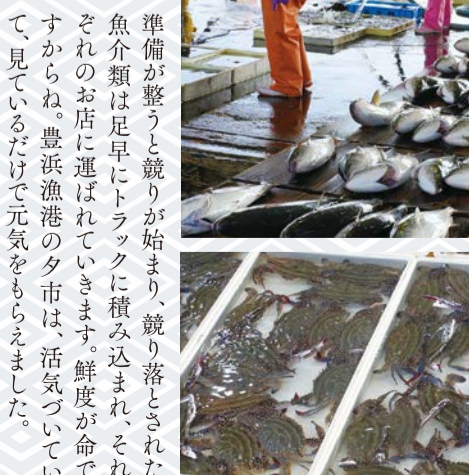 準備が整うと競りが始まり、競り落とされた
魚介類は足早にトラックに積み込まれ、それ
ぞれのお店に運ばれていきます。鮮度が命で
すからね。豊浜漁港の夕市は、活気づいてい
て、見ているだけで元気をもらえました。